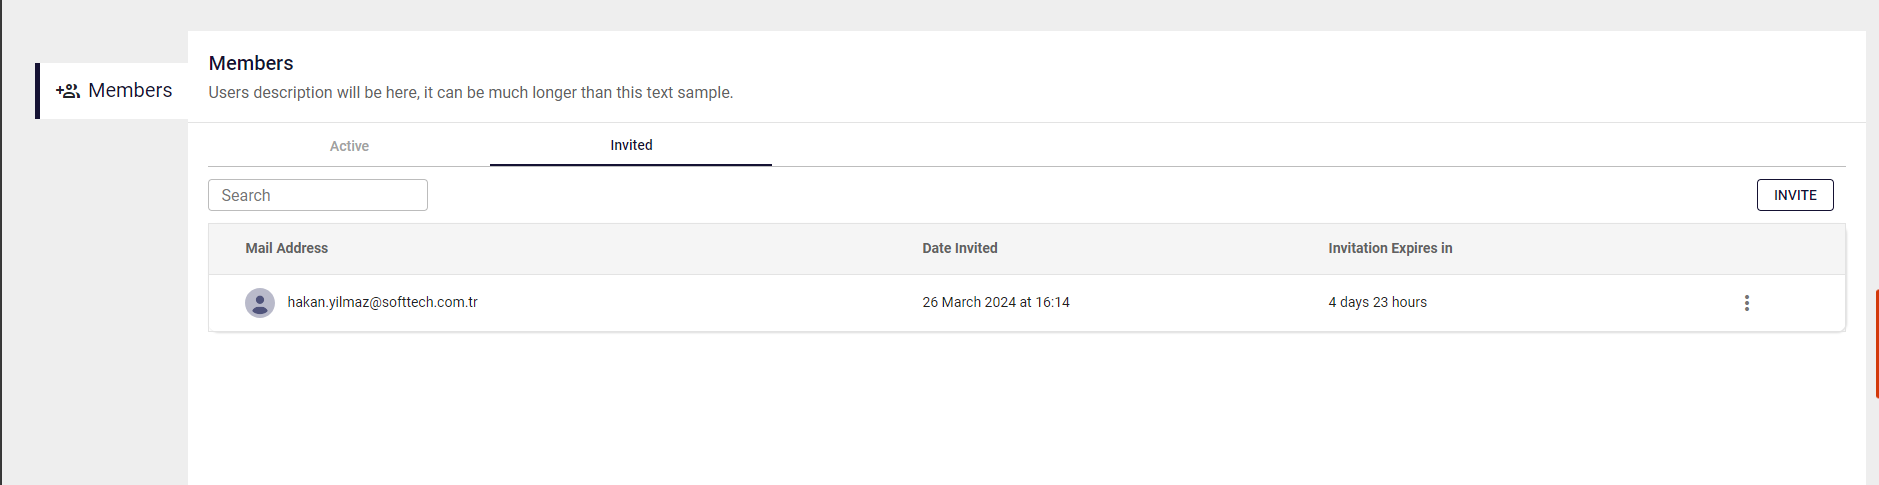 Members
Members
Users description will be here, it can be much longer than this text sample.
Active Invited
Search INVITE
Mail Address Date Invited Invitation Expires in
hakan.yilmaz@softtech.com.tr 26 March 2024 at 16:14 4 days 23 hours